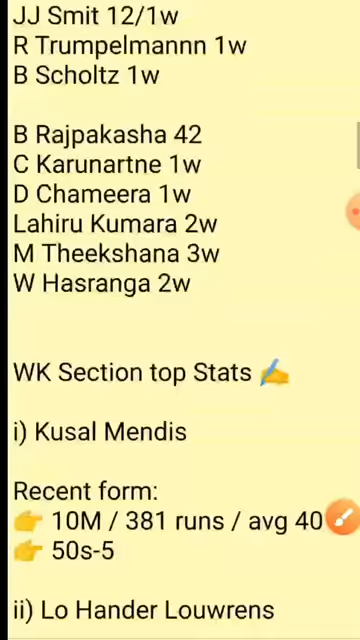 JJ Smit 12/1w
R Trumpelmannn 1w
B Scholtz 1w
B Rajpakasha 42
C Karunartne 1w
D Chameera 1w
Lahiru Kumara 2w
M Theekshana 3w
W Hasranga 2w
WK Section top Stats ✍️
i) Kusal Mendis
Recent form:
👉 10M / 381 runs / avg 40
👉 50s-5
ii) Lo Hander Louwrens